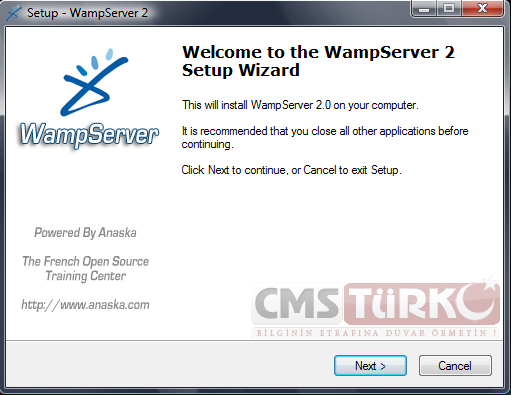 Setup - WampServer 2
Welcome to the WampServer 2
Setup Wizard
This will install WampServer 2.0 on your computer.
It is recommended that you close all other applications before
continuing.
Click Next to continue, or Cancel to exit Setup.
WampServer
Powered By Anaska
The French Open Source
Training Center
http://www.anaska.com
CMSTÜRK
BİLGİNİN ETRAFINA DUVAR ÖRMEYİN !
Next >
Cancel